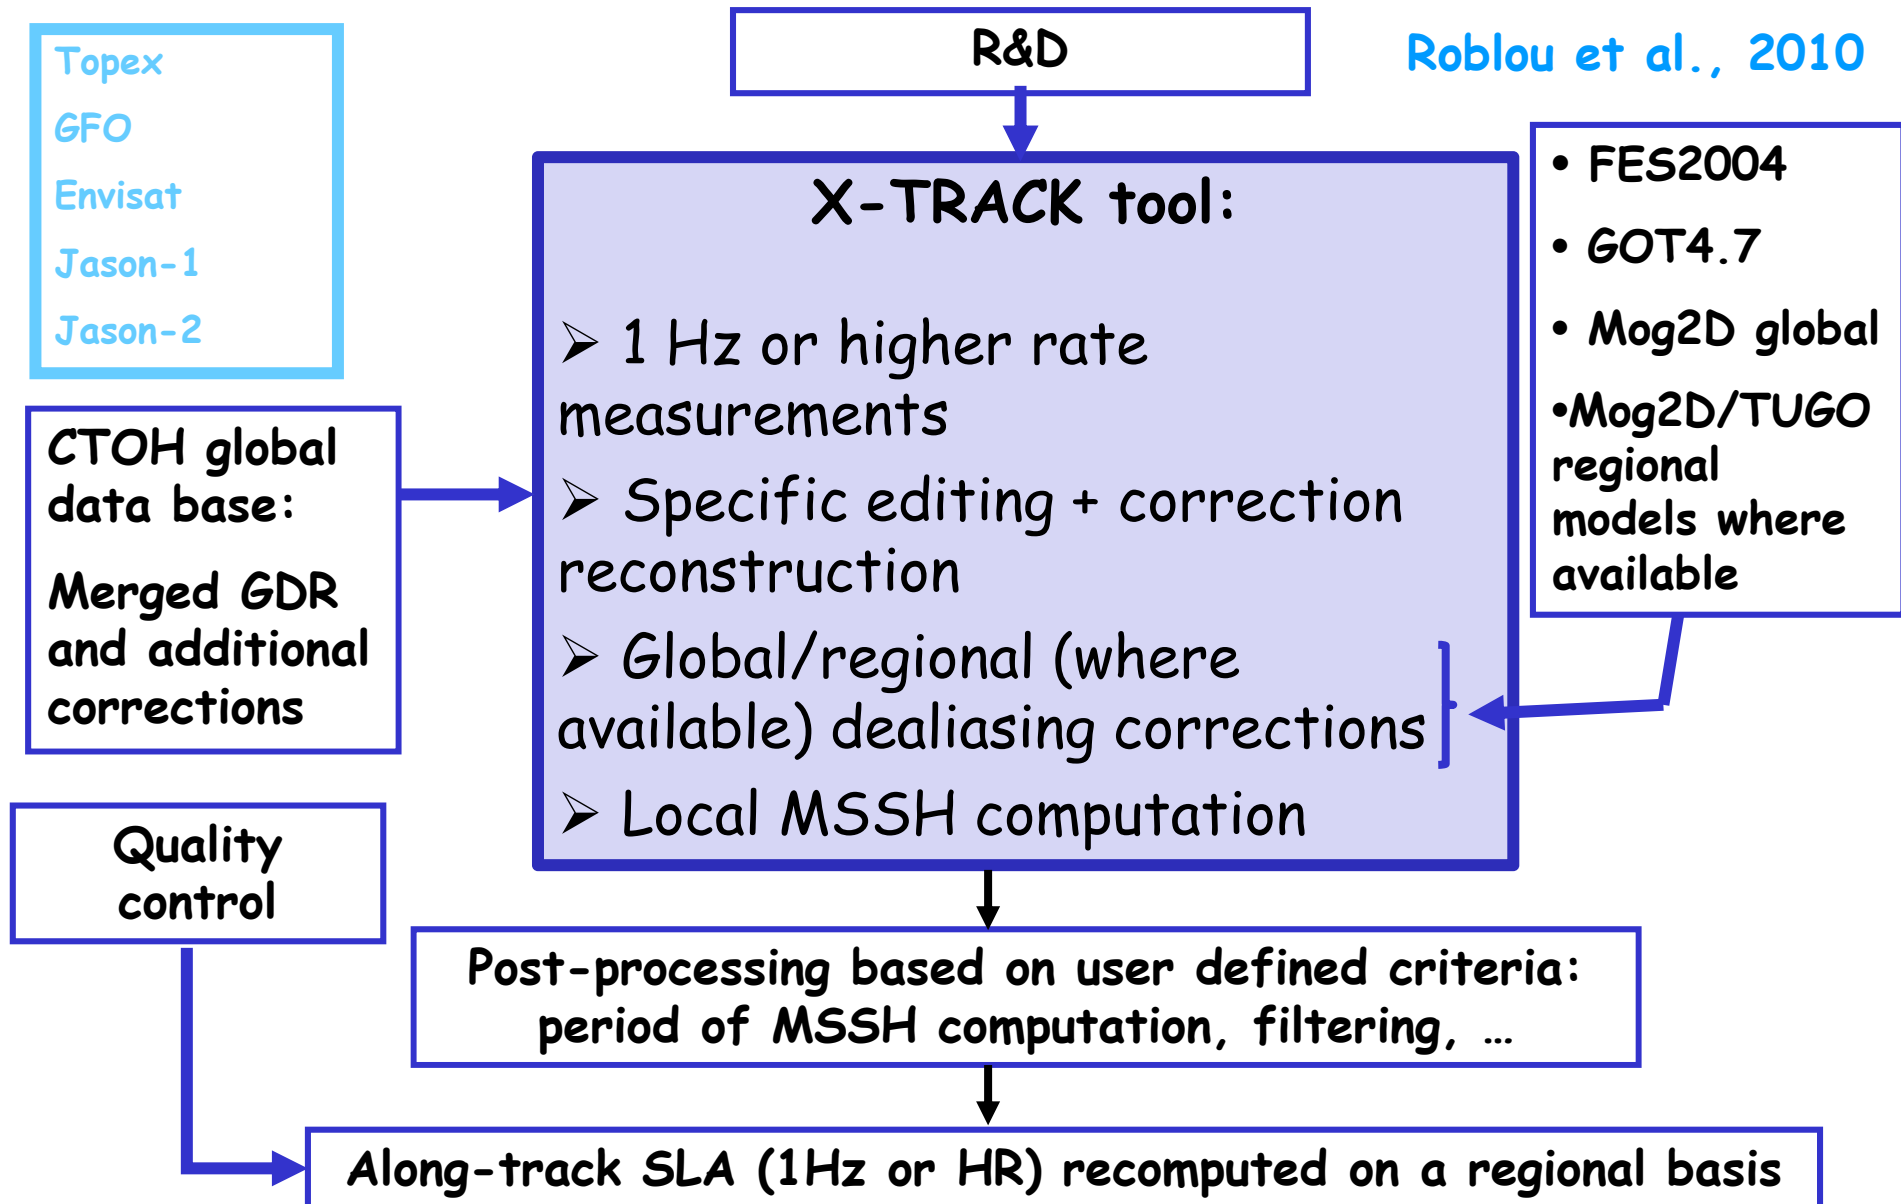 Topex
GFO
Envisat
Jason-1
Jason-2
R&D
Roblou et al., 2010
CTOH global
data base:
Merged GDR
and additional
corrections
X-TRACK tool:
➢ 1 Hz or higher rate
measurements
➢ Specific editing + correction
reconstruction
➢ Global/regional (where
available) dealiasing corrections
➢ Local MSSH computation
• FES2004
• GOT4.7
• Mog2D global
•Mog2D/TUGO
regional
models where
available
Quality
control
Post-processing based on user defined criteria:
period of MSSH computation, filtering, …
Along-track SLA (1Hz or HR) recomputed on a regional basis